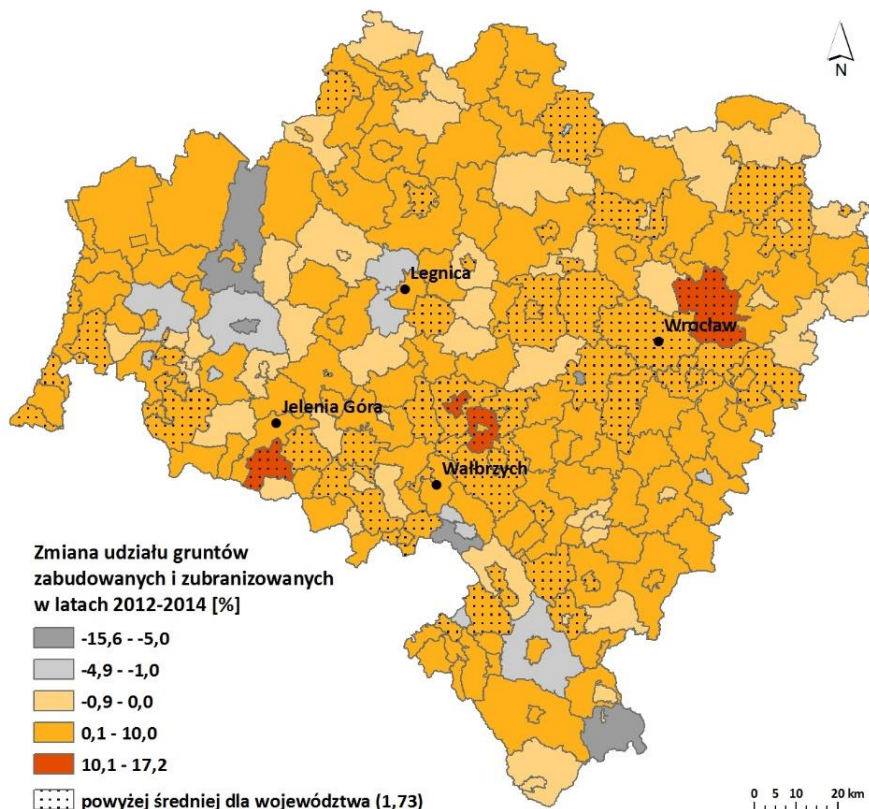 N
Legnica
Wrocław
Jelenia Góra
Wałbrzych
Zmiana udziału gruntów
zabudowanych i zubranizowanych
w latach 2012-2014 [%]
-15,6 - -5,0
-4,9 - -1,0
-0,9 - 0,0
0,1 - 10,0
10,1 - 17,2
powyżej średniej dla województwa (1,73)
0 5 10 20 km